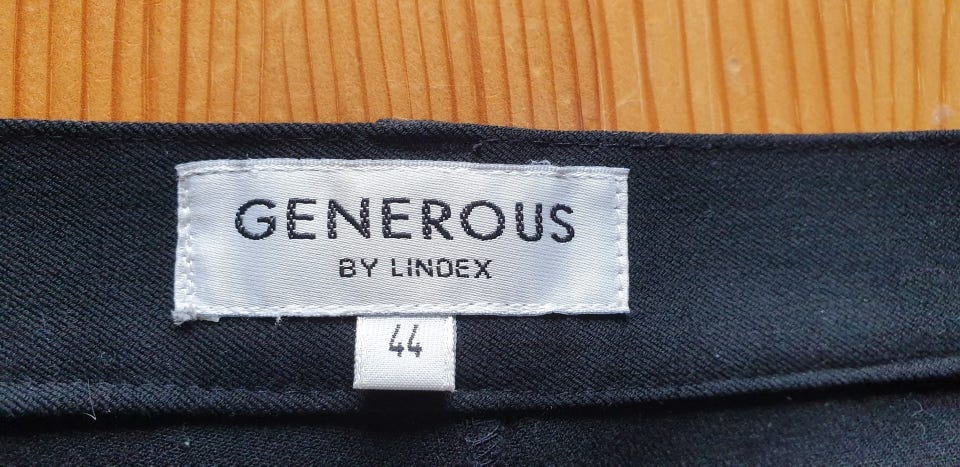 GENEROUS
BY LINDEX
44